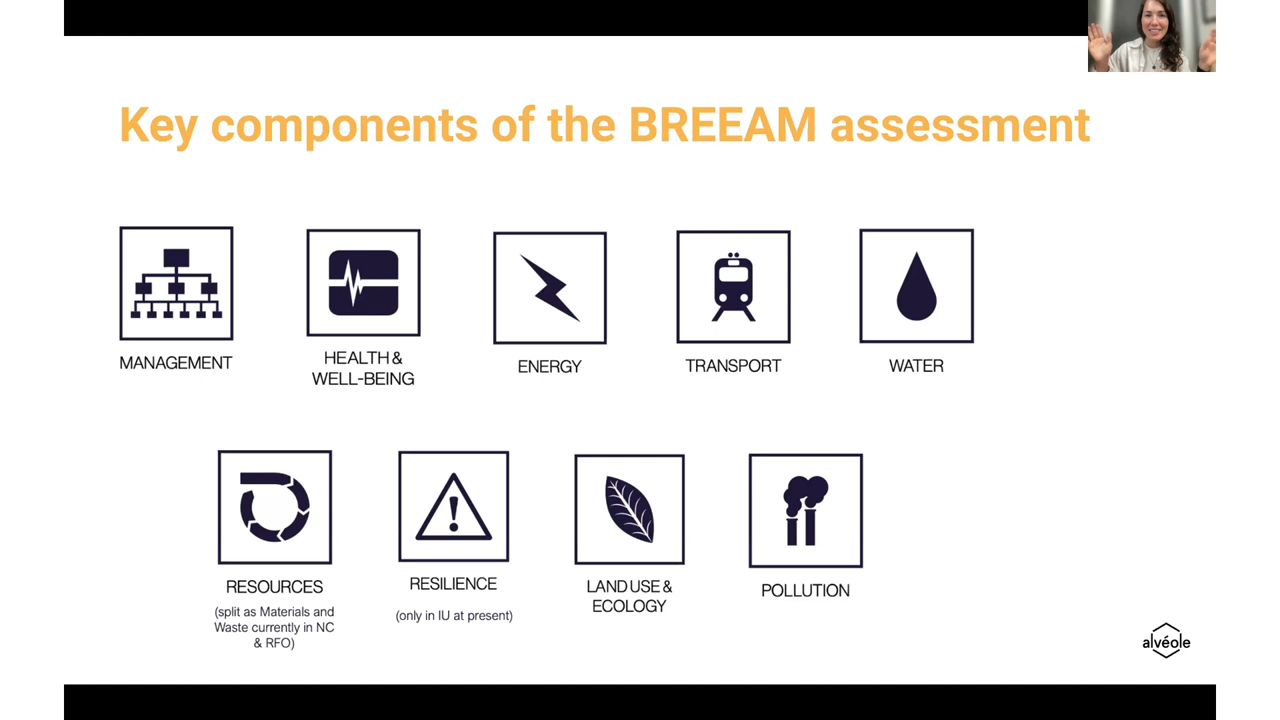 Key components of the BREEAM assessment
MANAGEMENT
HEALTH &
WELL-BEING
ENERGY
TRANSPORT
WATER
RESOURCES
(split as Materials and
Waste currently in NC
& RFO)
RESILIENCE
(only in IU at present)
LAND USE &
ECOLOGY
POLLUTION
alvéole